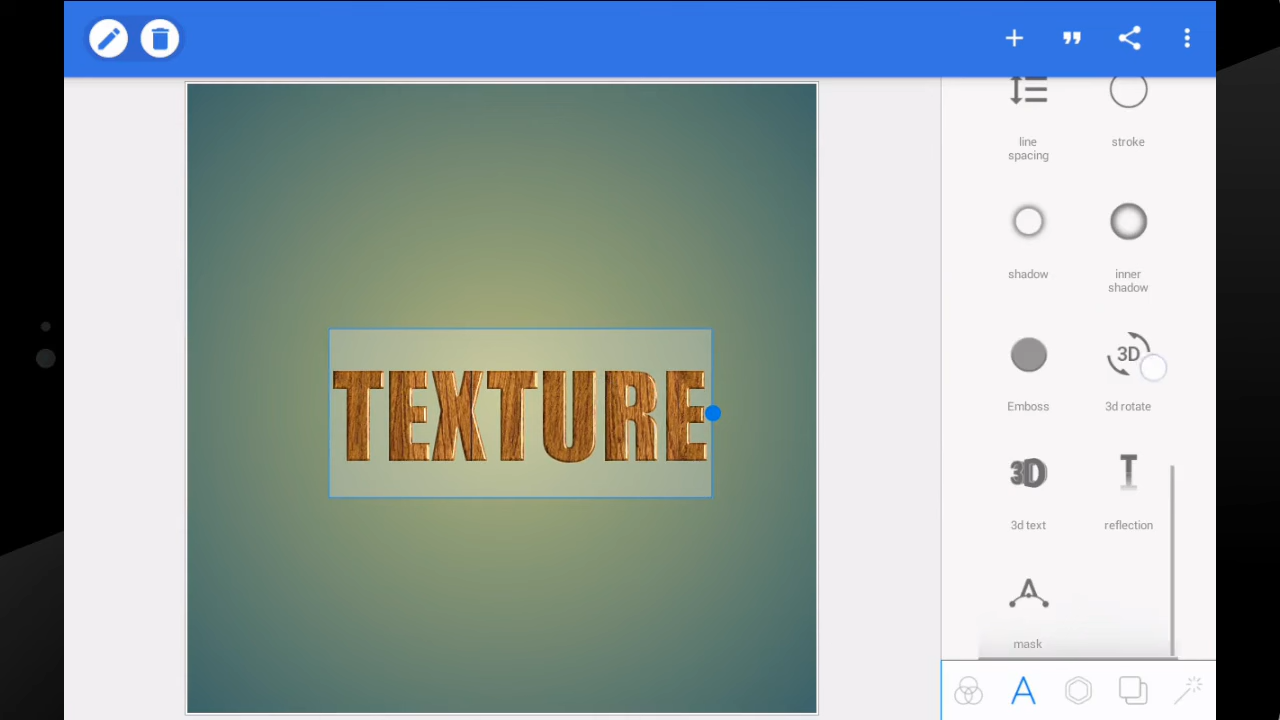 line
spacing
stroke
shadow
inner
shadow
TEXTURE
3D
Emboss
3d rotate
3D
T
3d text
reflection
A
mask
A